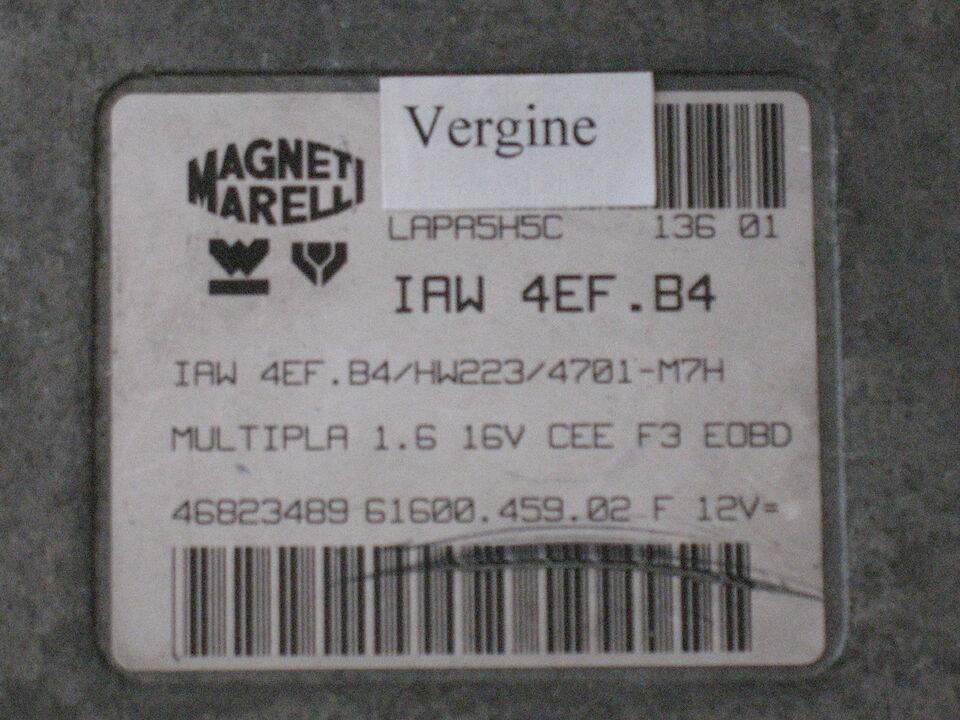 Vergine
MAGNETI
MARELLI
LAPA5H5C 136 01
IAW 4EF.B4
IAW 4EF.B4/HW223/4701-M7H
MULTIPLA 1.6 16V CEE F3 EOBD
46823489 61600.459.02 F 12V=